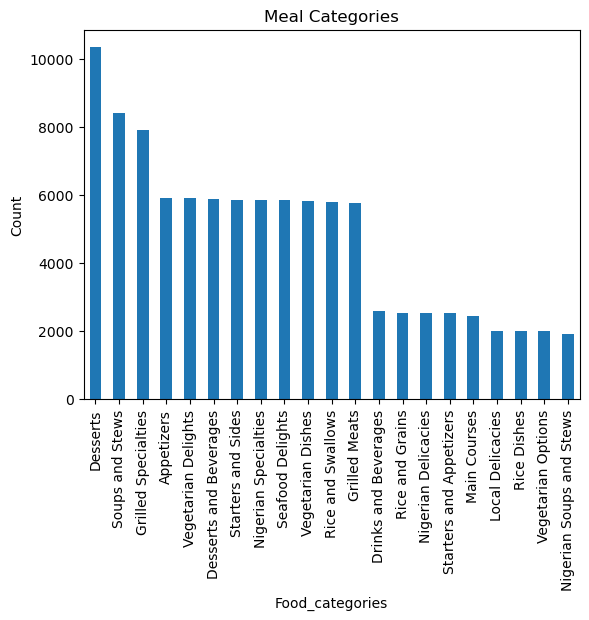 Meal Categories
10000
8000
6000
4000
2000
0
Count
Desserts
Soups and Stews
Grilled Specialties
Appetizers
Vegetarian Delights
Desserts and Beverages
Starters and Sides
Nigerian Specialties
Seafood Delights
Vegetarian Dishes
Rice and Swallows
Grilled Meats
Drinks and Beverages
Rice and Grains
Nigerian Delicacies
Starters and Appetizers
Main Courses
Local Delicacies
Rice Dishes
Vegetarian Options
Nigerian Soups and Stews
Food_categories